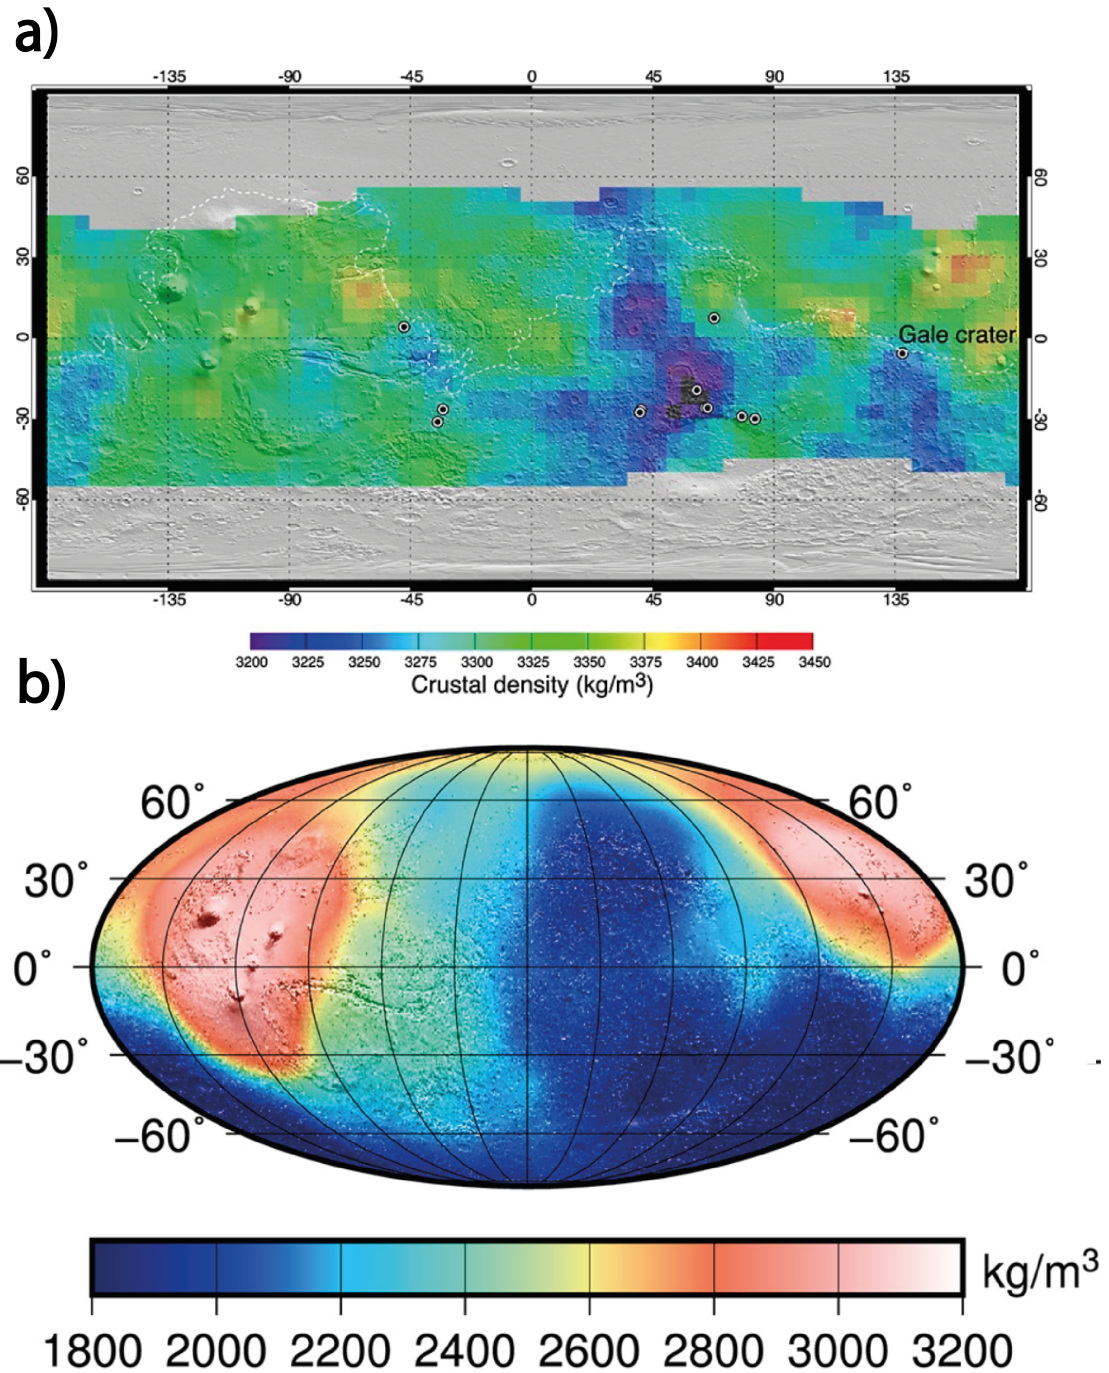 a)
-135 -90 -45 0 45 90 135
60 60
30 30
0 0
Gale crater
-30 -30
-60 -60
-135 -90 -45 0 45 90 135
3200 3225 3250 3275 3300 3325 3350 3375 3400 3425 3450
Crustal density (kg/m³)
b)
60° 60°
30° 30°
0° 0°
−30° −30°
−60° −60°
kg/m³
1800 2000 2200 2400 2600 2800 3000 3200